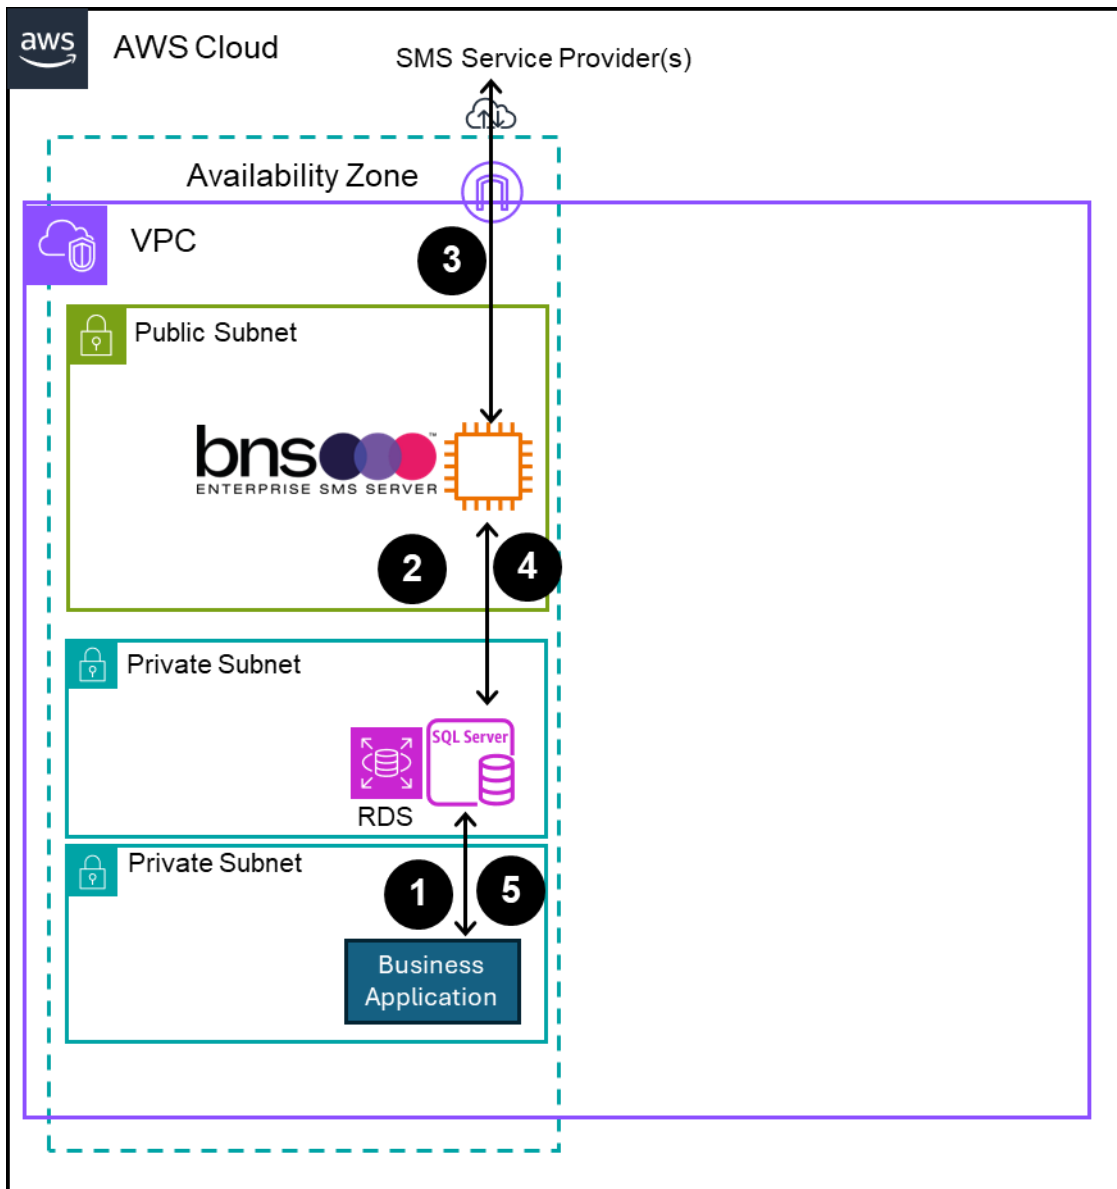 aws
AWS Cloud
SMS Service Provider(s)
Availability Zone
VPC
3
Public Subnet
bns™
ENTERPRISE SMS SERVER
2
4
Private Subnet
SQL Server
RDS
Private Subnet
1
5
Business
Application